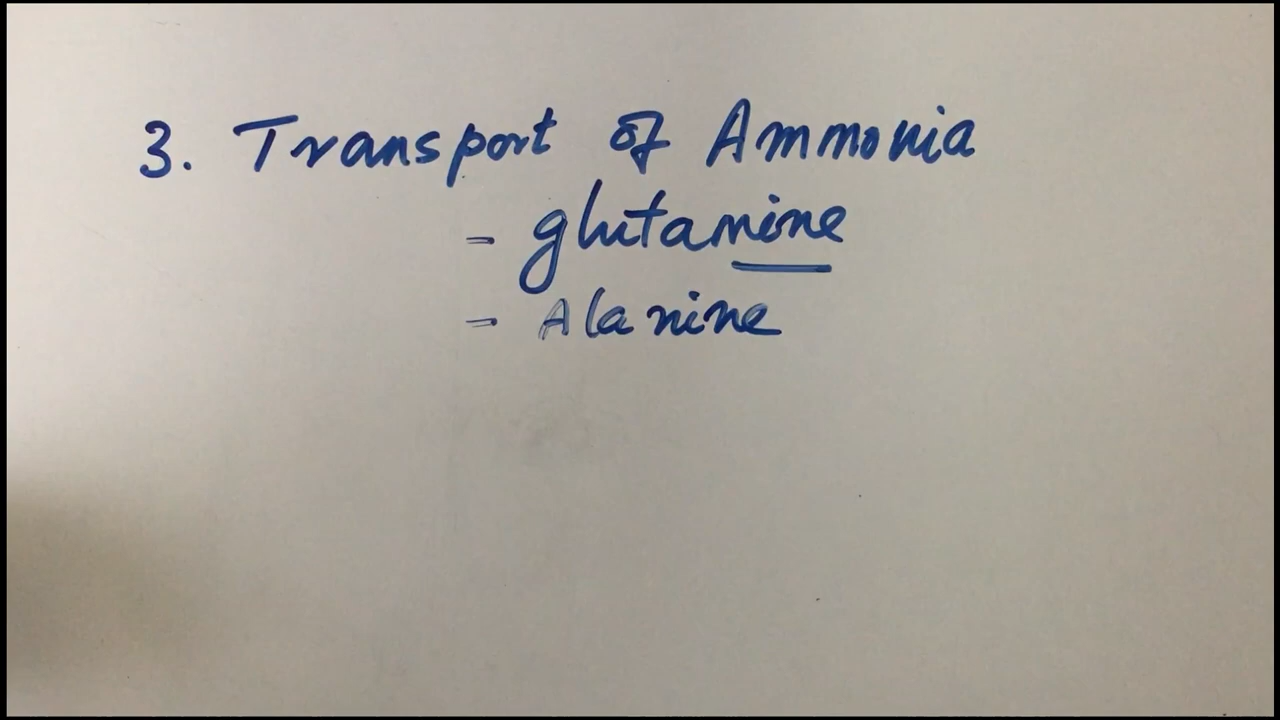 3. Transport of Ammonia
- glutamine
- Alanine